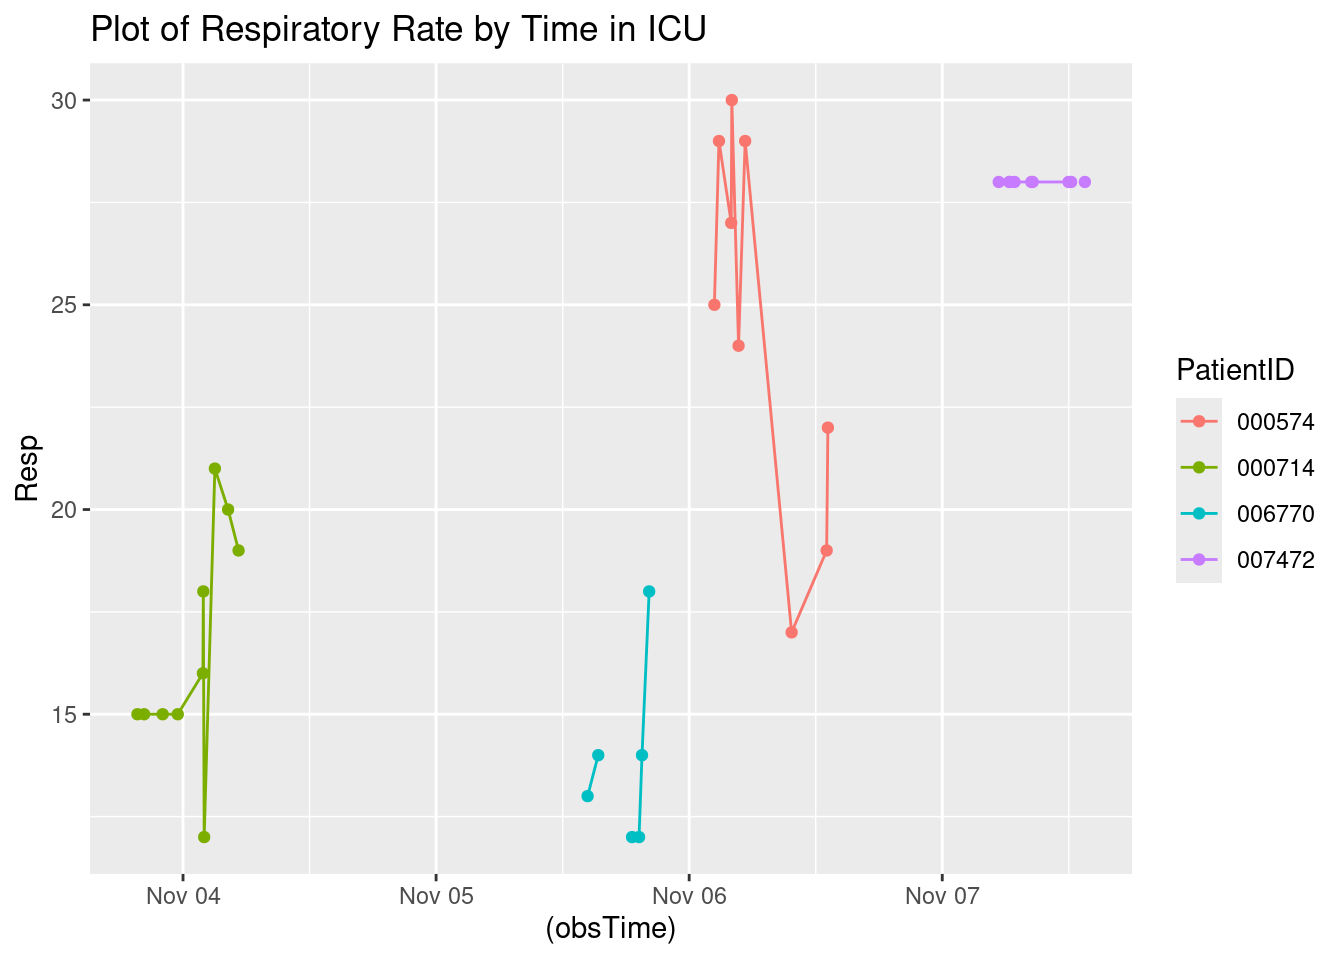 Plot of Respiratory Rate by Time in ICU
30
25
20
15
Resp
Nov 04
Nov 05
Nov 06
Nov 07
(obsTime)
PatientID
000574
000714
006770
007472